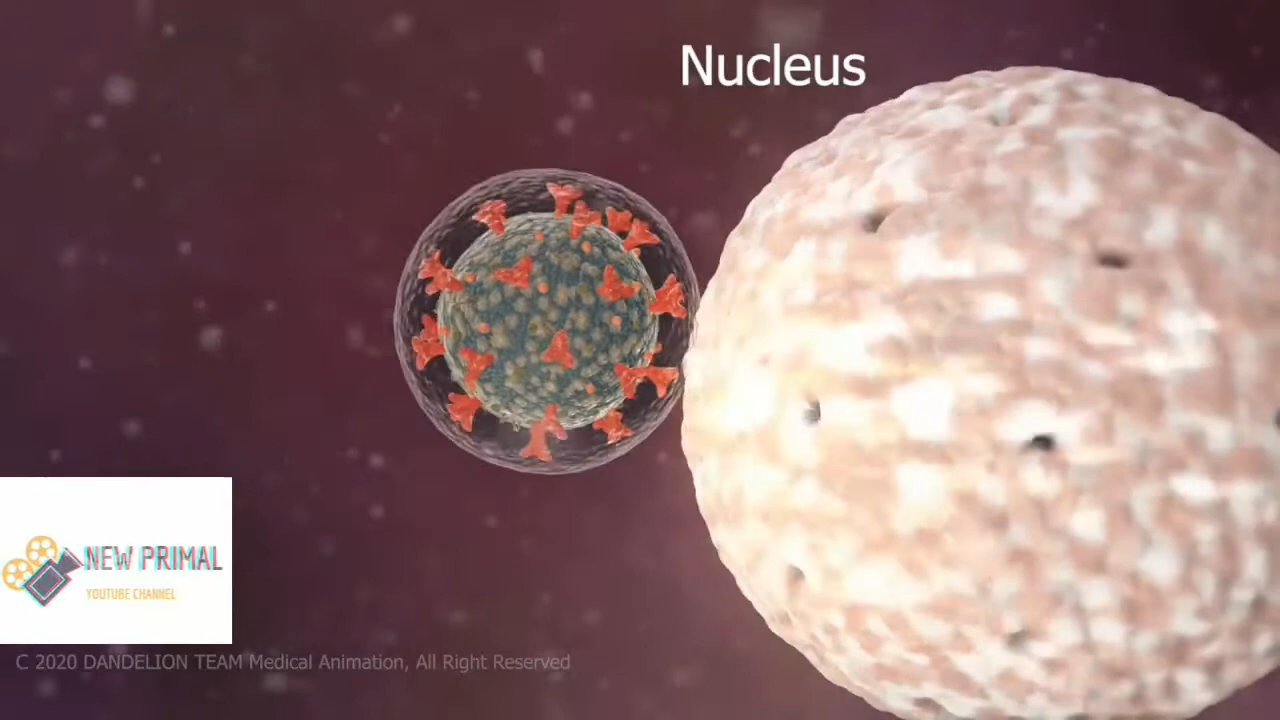 Nucleus
NEW PRIMAL
YOUTUBE CHANNEL
C 2020 DANDELION TEAM Medical Animation, All Right Reserved